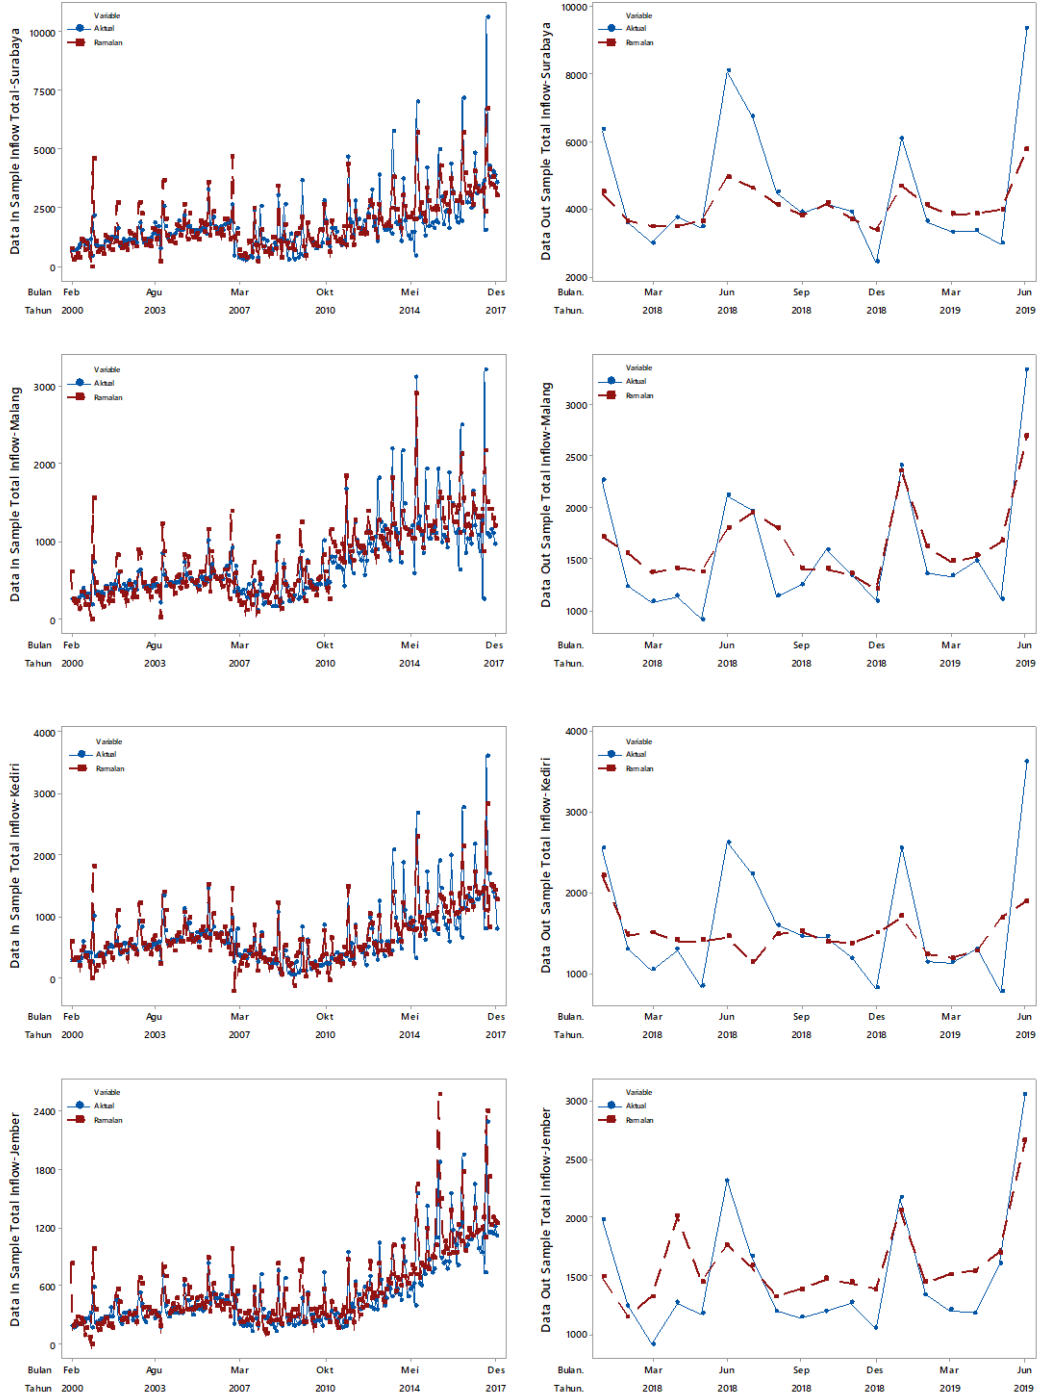 Data In Sample Inflow Total-Surabaya
Variable
Aktual
Ramalan
10000
7500
5000
2500
0
Bulan Feb Agu Mar Okt Mei Des
Tahun 2000 2003 2007 2010 2014 2017
Data Out Sample Total Inflow-Surabaya
Variable
Aktual
Ramalan
10000
8000
6000
4000
2000
Bulan. Mar Jun Sep Des Mar Jun
Tahun. 2018 2018 2018 2018 2019 2019
Data In Sample Total Inflow-Malang
Variable
Aktual
Ramalan
3000
2000
1000
0
Bulan Feb Agu Mar Okt Mei Des
Tahun 2000 2003 2007 2010 2014 2017
Data Out Sample Total Inflow-Malang
Variable
Aktual
Ramalan
3000
2500
2000
1500
1000
Bulan. Mar Jun Sep Des Mar Jun
Tahun. 2018 2018 2018 2018 2019 2019
Data In Sample Total Inflow-Kediri
Variable
Aktual
Ramalan
4000
3000
2000
1000
0
Bulan Feb Agu Mar Okt Mei Des
Tahun 2000 2003 2007 2010 2014 2017
Data Out Sample Total Inflow-Kediri
Variable
Aktual
Ramalan
4000
3000
2000
1000
Bulan. Mar Jun Sep Des Mar Jun
Tahun. 2018 2018 2018 2018 2019 2019
Data In Sample Total Inflow-Jember
Variable
Aktual
Ramalan
2400
1800
1200
600
0
Bulan Feb Agu Mar Okt Mei Des
Tahun 2000 2003 2007 2010 2014 2017
Data Out Sample Total Inflow-Jember
Variable
Aktual
Ramalan
3000
2500
2000
1500
1000
Bulan. Mar Jun Sep Des Mar Jun
Tahun. 2018 2018 2018 2018 2019 2019